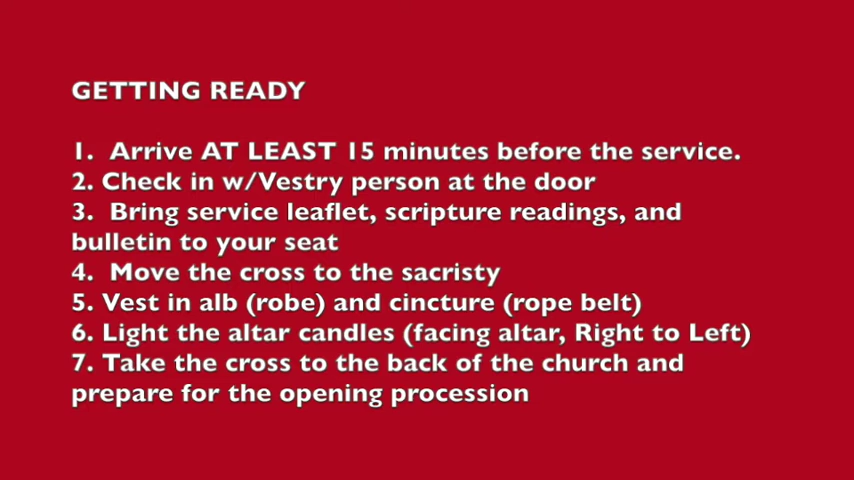 GETTING READY
1.  Arrive AT LEAST 15 minutes before the service.
2. Check in w/Vestry person at the door
3.  Bring service leaflet, scripture readings, and
bulletin to your seat
4.  Move the cross to the sacristy
5. Vest in alb (robe) and cincture (rope belt)
6. Light the altar candles (facing altar, Right to Left)
7. Take the cross to the back of the church and
prepare for the opening procession